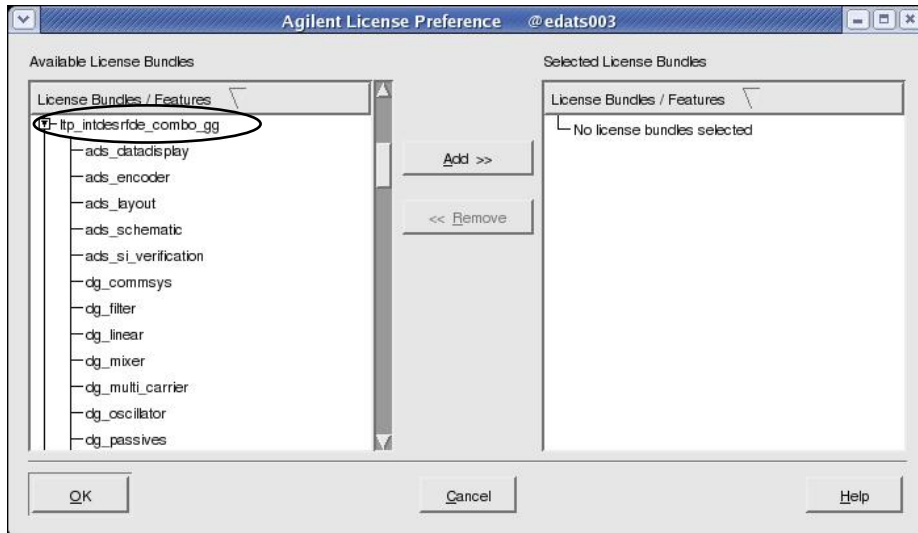 Agilent License Preference @edats003
Available License Bundles
License Bundles / Features
ltp_intdesrfde_combo_gg
ads_datadisplay
ads_encoder
ads_layout
ads_schematic
ads_si_verification
dg_commsys
dg_filter
dg_linear
dg_mixer
dg_multi_carrier
dg_oscillator
dg_passives
Add >>
<< Remove
Selected License Bundles
License Bundles / Features
No license bundles selected
OK
Cancel
Help